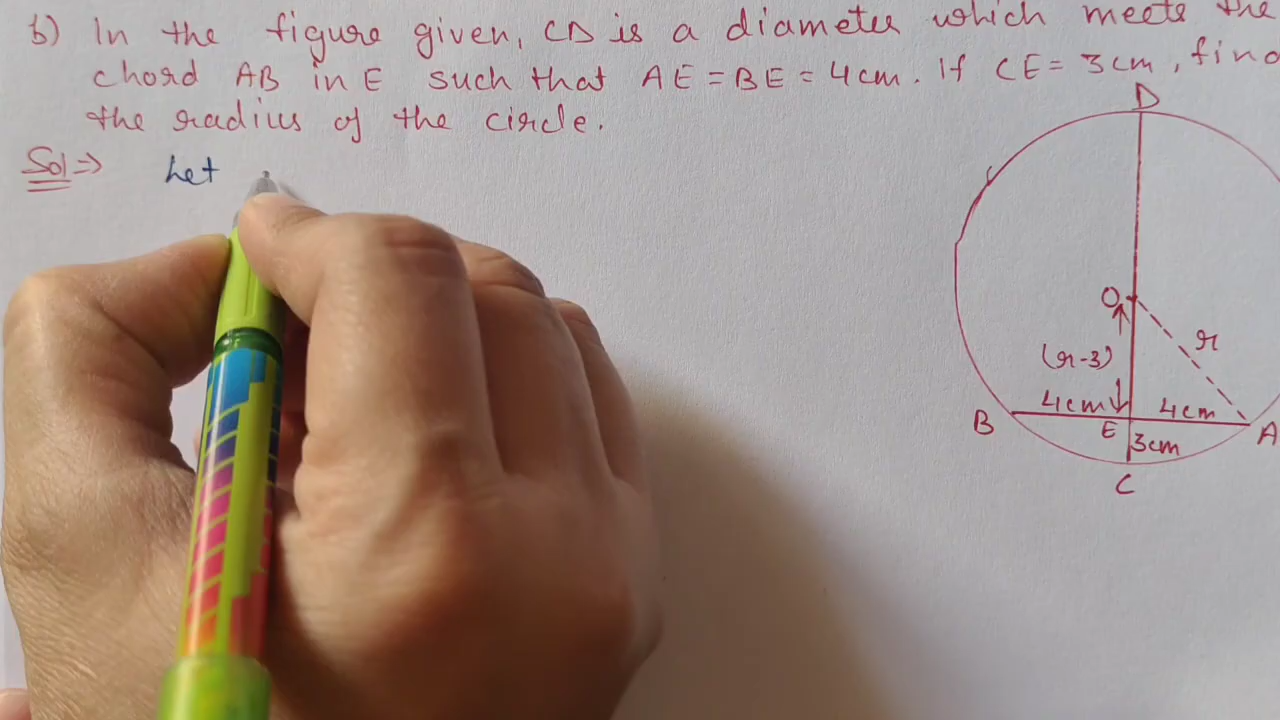 b) In the figure given, CD is a diameter which meets the
chord AB in E such that AE = BE = 4cm. If CE = 3cm, find
the radius of the circle.
Sol => Let
D
O
r
(r-3)
4cm
4cm
B
E
A
3cm
C